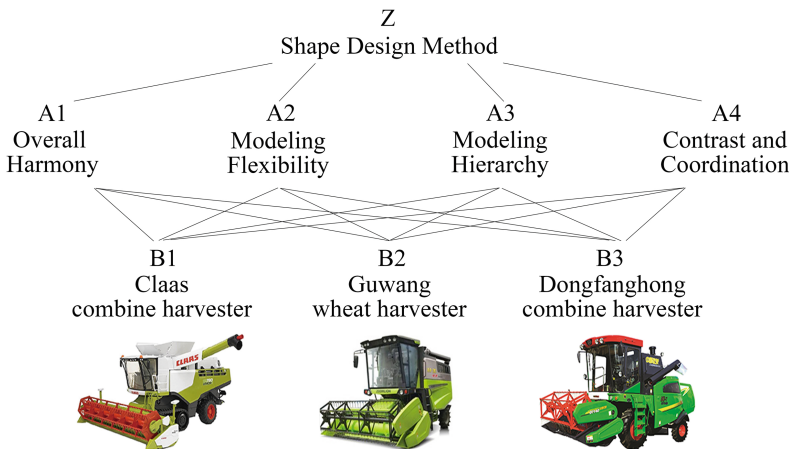 Z
Shape Design Method
A1
Overall
Harmony
A2
Modeling
Flexibility
A3
Modeling
Hierarchy
A4
Contrast and
Coordination
B1
Claas
combine harvester
B2
Guwang
wheat harvester
B3
Dongfanghong
combine harvester
CLAAS